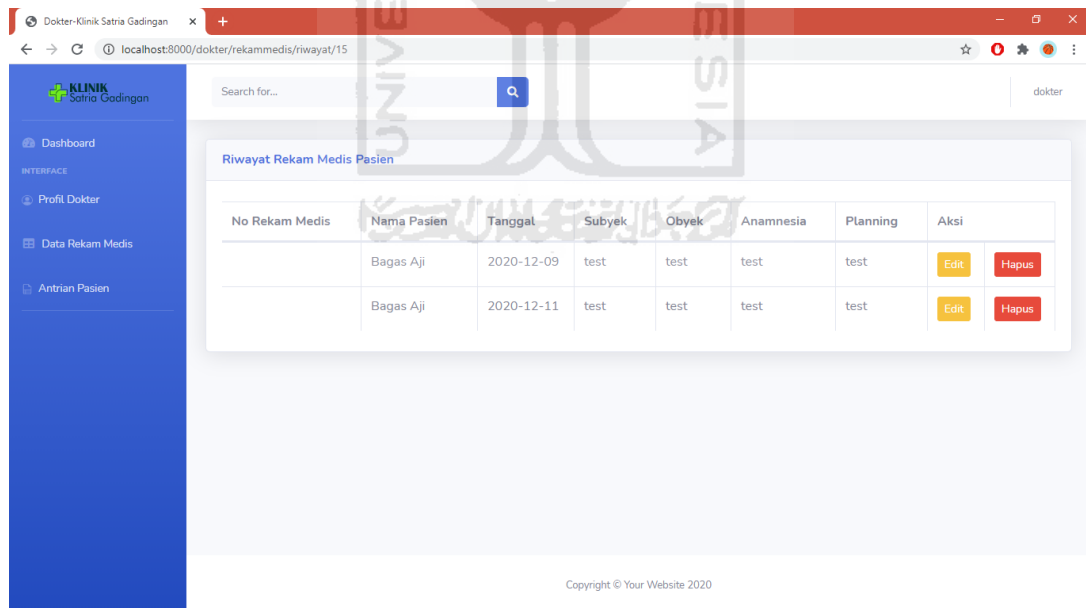 Dokter-Klinik Satria Gadingan
localhost:8000/dokter/rekammedis/riwayat/15
KLINIK
Satria Gadingan
Search for...
dokter
Dashboard
INTERFACE
Profil Dokter
Data Rekam Medis
Antrian Pasien
Riwayat Rekam Medis Pasien
No Rekam Medis Nama Pasien Tanggal Subyek Obyek Anamnesia Planning Aksi
Bagas Aji 2020-12-09 test test test test Edit Hapus
Bagas Aji 2020-12-11 test test test test Edit Hapus
Copyright © Your Website 2020
UNIVE
ESIA